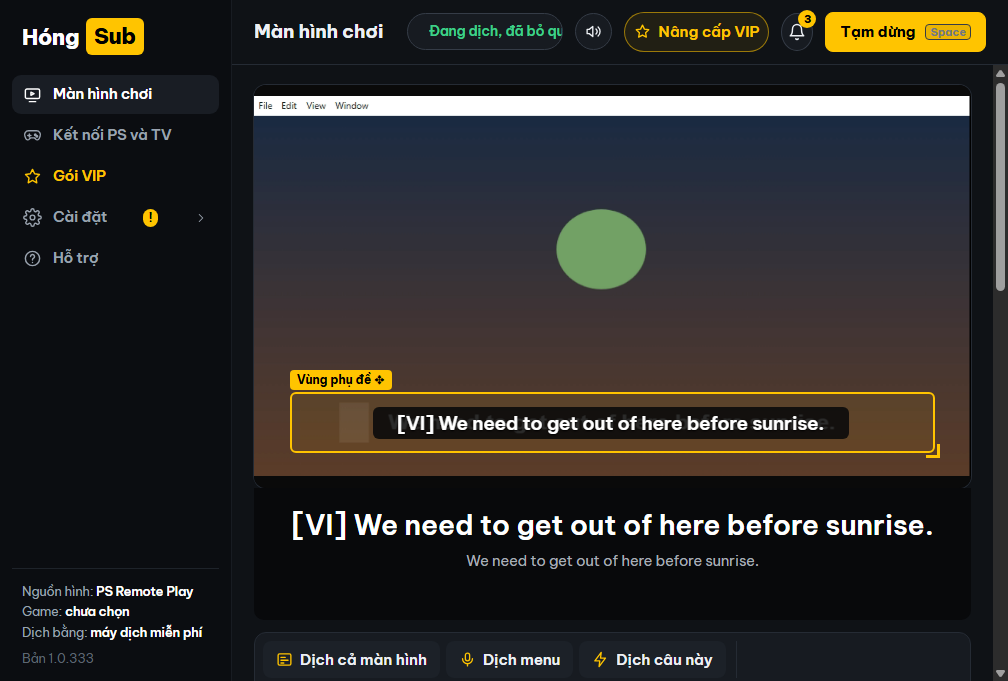 Hóng Sub
Màn hình chơi
Kết nối PS và TV
Gói VIP
Cài đặt !
Hỗ trợ
Nguồn hình: PS Remote Play
Game: chưa chọn
Dịch bằng: máy dịch miễn phí
Bản 1.0.333
Màn hình chơi
Đang dịch, đã bỏ qu
Nâng cấp VIP
3
Tạm dừng Space
File Edit View Window
Vùng phụ đề
[VI] We need to get out of here before sunrise.
[VI] We need to get out of here before sunrise.
We need to get out of here before sunrise.
Dịch cả màn hình
Dịch menu
Dịch câu này